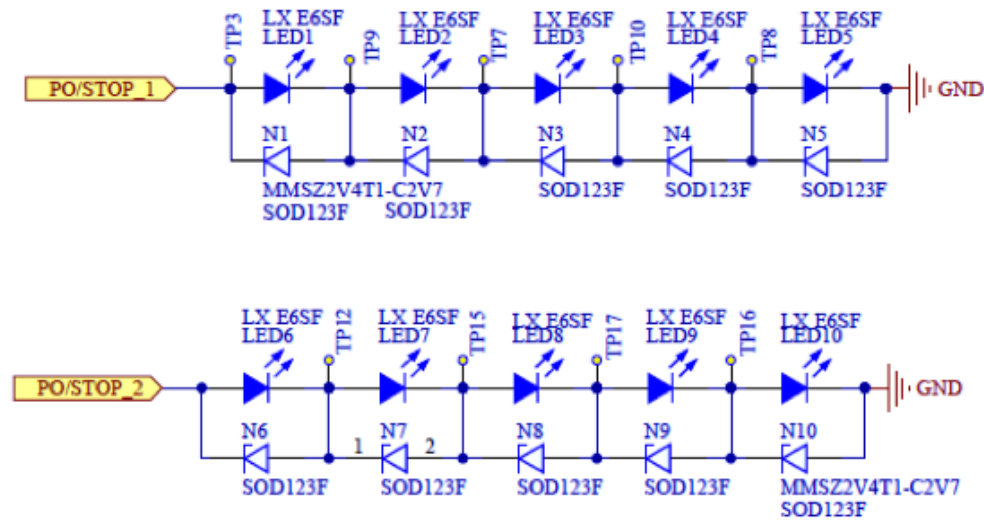 TP3
LX E6SF
LED1
TP9
LX E6SF
LED2
TP7
LX E6SF
LED3
TP10
LX E6SF
LED4
TP8
LX E6SF
LED5
PO/STOP_1
GND
N1
N2
N3
N4
N5
MMSZ2V4T1-C2V7
SOD123F
SOD123F
SOD123F
SOD123F
SOD123F
LX E6SF
LED6
TP12
LX E6SF
LED7
TP15
LX E6SF
LED8
TP17
LX E6SF
LED9
TP16
LX E6SF
LED10
PO/STOP_2
GND
N6
1
N7
2
N8
N9
N10
SOD123F
SOD123F
SOD123F
SOD123F
MMSZ2V4T1-C2V7
SOD123F